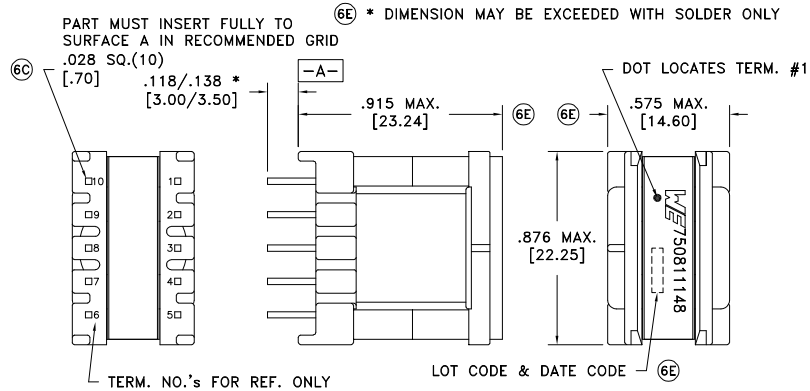 6E * DIMENSION MAY BE EXCEEDED WITH SOLDER ONLY
PART MUST INSERT FULLY TO
SURFACE A IN RECOMMENDED GRID
6C .028 SQ.(10)
[.70]
.118/.138 *
[3.00/3.50]
-A-
.915 MAX.
[23.24]
6E
6E
.575 MAX.
[14.60]
DOT LOCATES TERM. #1
10 1
9 2
8 3
7 4
6 5
.876 MAX.
[22.25]
WE 750811148
TERM. NO.'s FOR REF. ONLY
LOT CODE & DATE CODE 6E